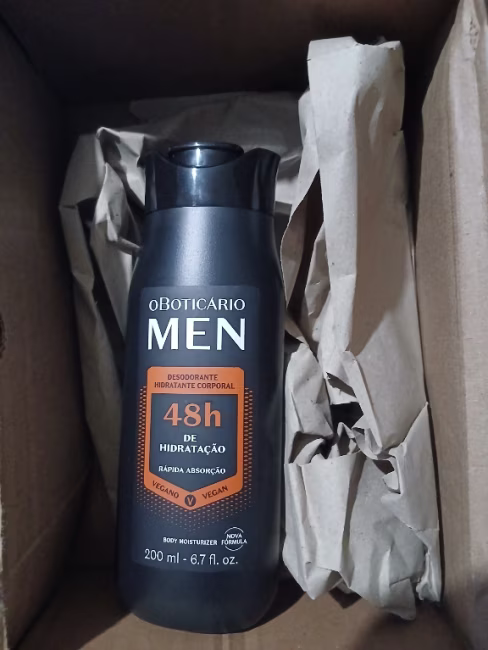 oBOTICÁRIO
MEN
DESODORANTE
HIDRATANTE CORPORAL
48h
DE
HIDRATAÇÃO
RÁPIDA ABSORÇÃO
VEGANO V VEGAN
BODY MOISTURIZER
NOVA
FÓRMULA
200 ml - 6.7 fl. oz.